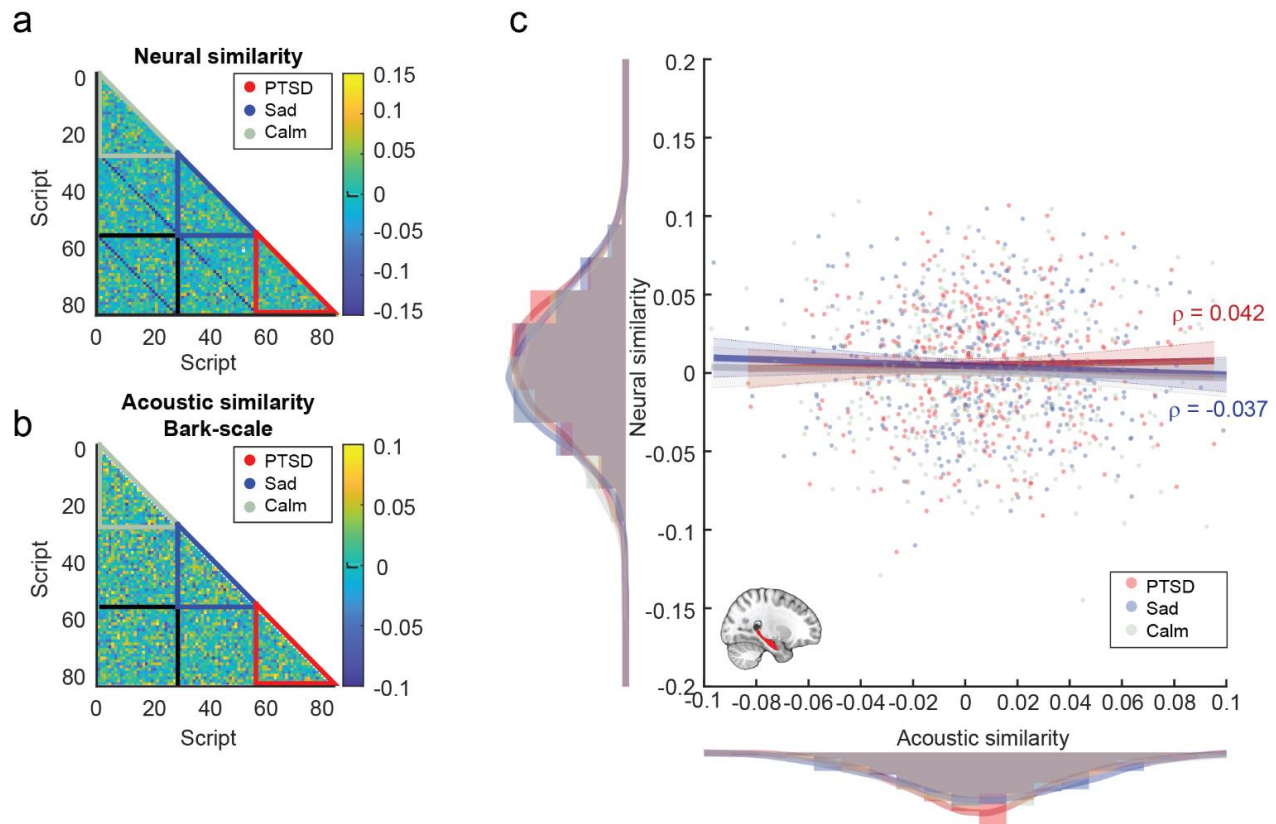 a
Neural similarity
0
20
40
60
80
Script
0 20 40 60 80
Script
PTSD
Sad
Calm
0.15
0.1
0.05
0
-0.05
-0.1
-0.15
r
b
Acoustic similarity
Bark-scale
0
20
40
60
80
Script
0 20 40 60 80
Script
PTSD
Sad
Calm
0.1
0.05
0
-0.05
-0.1
r
c
0.2
0.15
0.1
0.05
0
-0.05
-0.1
-0.15
-0.2
Neural similarity
ρ = 0.042
ρ = -0.037
PTSD
Sad
Calm
-0.1 -0.08 -0.06 -0.04 -0.02 0 0.02 0.04 0.06 0.08 0.1
Acoustic similarity